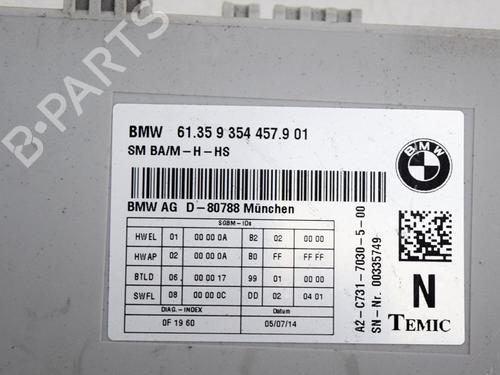 B-PARTS
BMW 61.35 9 354 457.9 01
SM BA/M-H-HS
BMW
BMW AG D-80788 München
SGBM-IDs
HWEL 01 00 00 0A B2 02 00 00
HWAP 02 00 00 0A B0 FF FF FF
BTLD 06 00 00 17 99 01 00 00
SWFL 08 00 00 0C DD 02 04 01
DIAG.-INDEX Datum
0F 19 60 05/07/14
A2-C731-7030-5-00
SN-Nr. 00335749
N
TEMIC